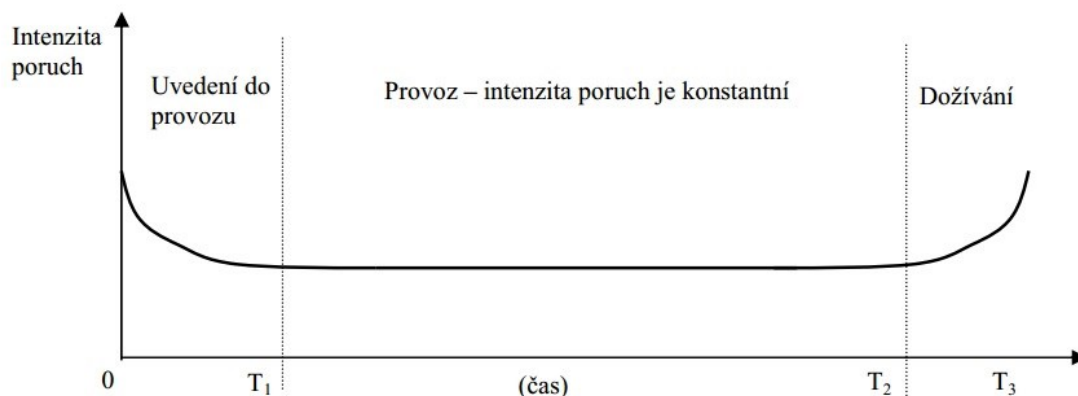 Intenzita
poruch
Uvedení do
provozu
Provoz – intenzita poruch je konstantní
Dožívání
0
T1
(čas)
T2
T3